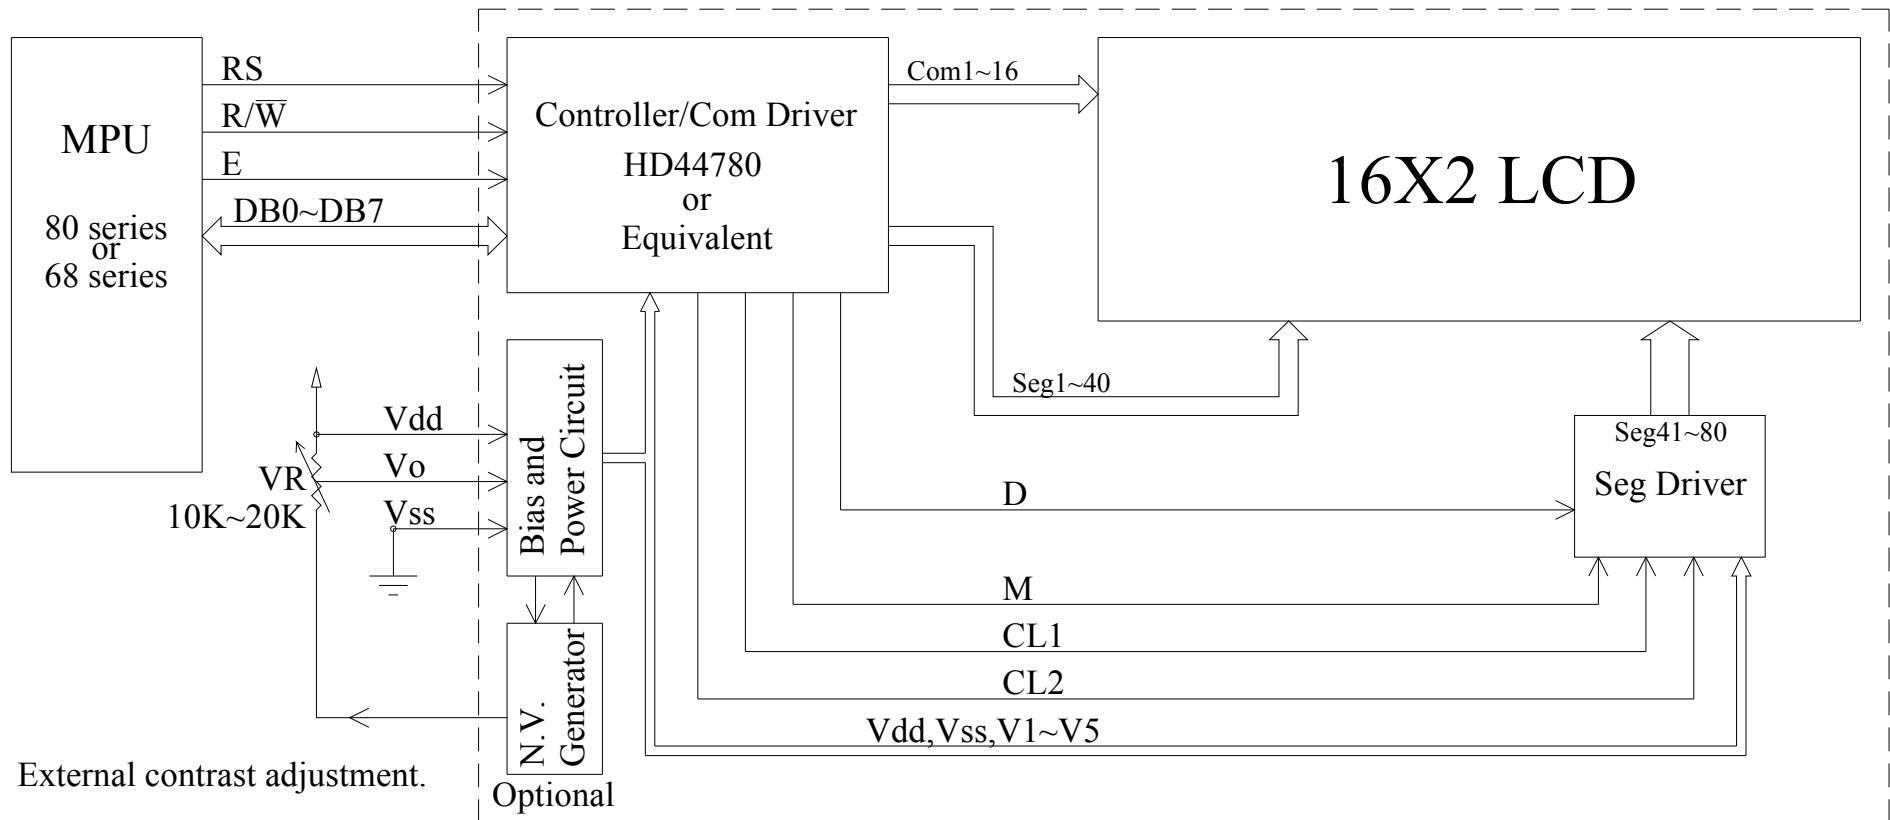 MPU
80 series
or
68 series
RS
R/W̅
E
DB0~DB7
Controller/Com Driver
HD44780
or
Equivalent
Com1~16
16X2 LCD
Seg1~40
Seg41~80
Seg Driver
Vdd
Vo
Vss
VR
10K~20K
Bias and
Power Circuit
N.V.
Generator
Optional
D
M
CL1
CL2
Vdd,Vss,V1~V5
External contrast adjustment.